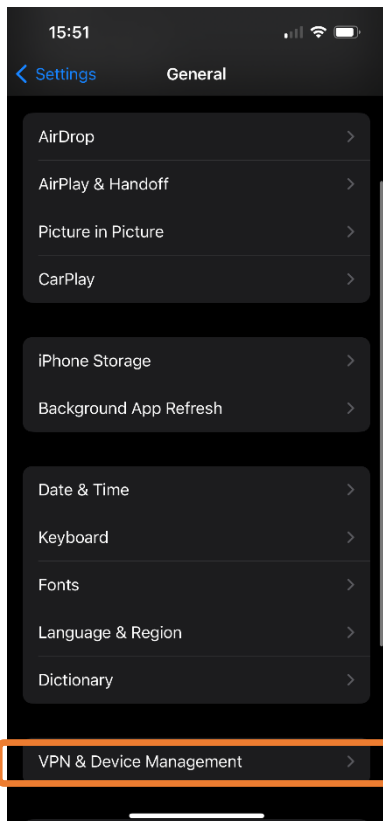 15:51
Settings
General
AirDrop
AirPlay & Handoff
Picture in Picture
CarPlay
iPhone Storage
Background App Refresh
Date & Time
Keyboard
Fonts
Language & Region
Dictionary
VPN & Device Management